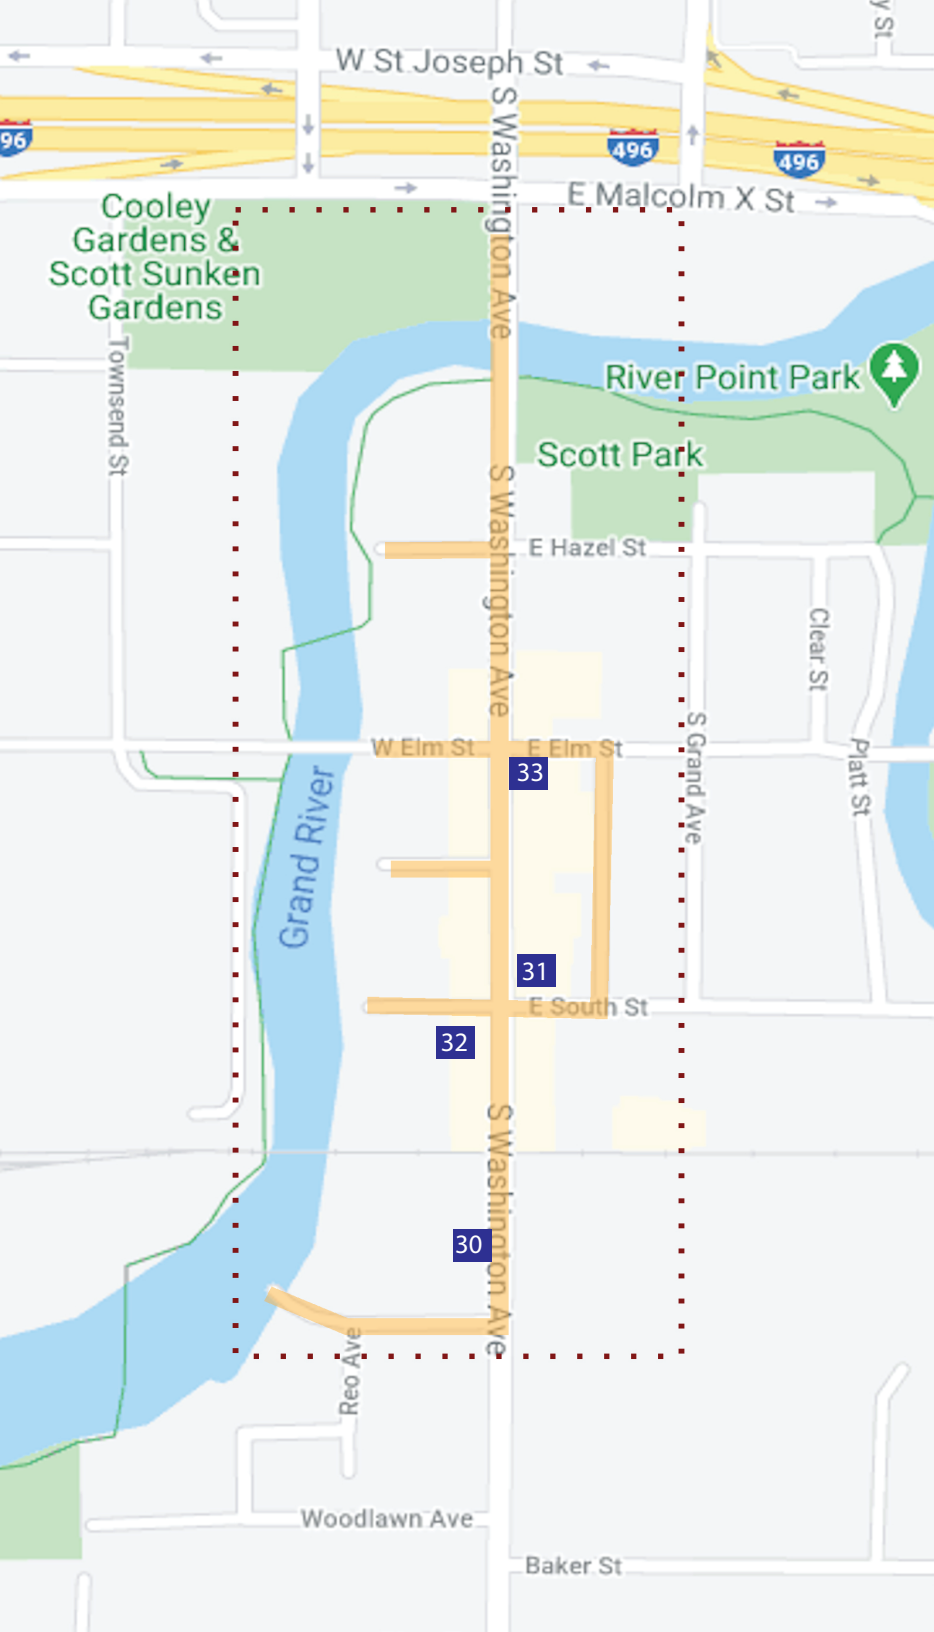 y St
W St Joseph St
S Washington Ave
96
496
496
E Malcolm X St
Cooley
Gardens &
Scott Sunken
Gardens
Townsend St
River Point Park
Scott Park
S Washington Ave
E Hazel St
Clear St
S Grand Ave
W Elm St
E Elm St
Platt St
33
Grand River
31
E South St
32
S Washington Ave
30
Reo Ave
Woodlawn Ave
Baker St